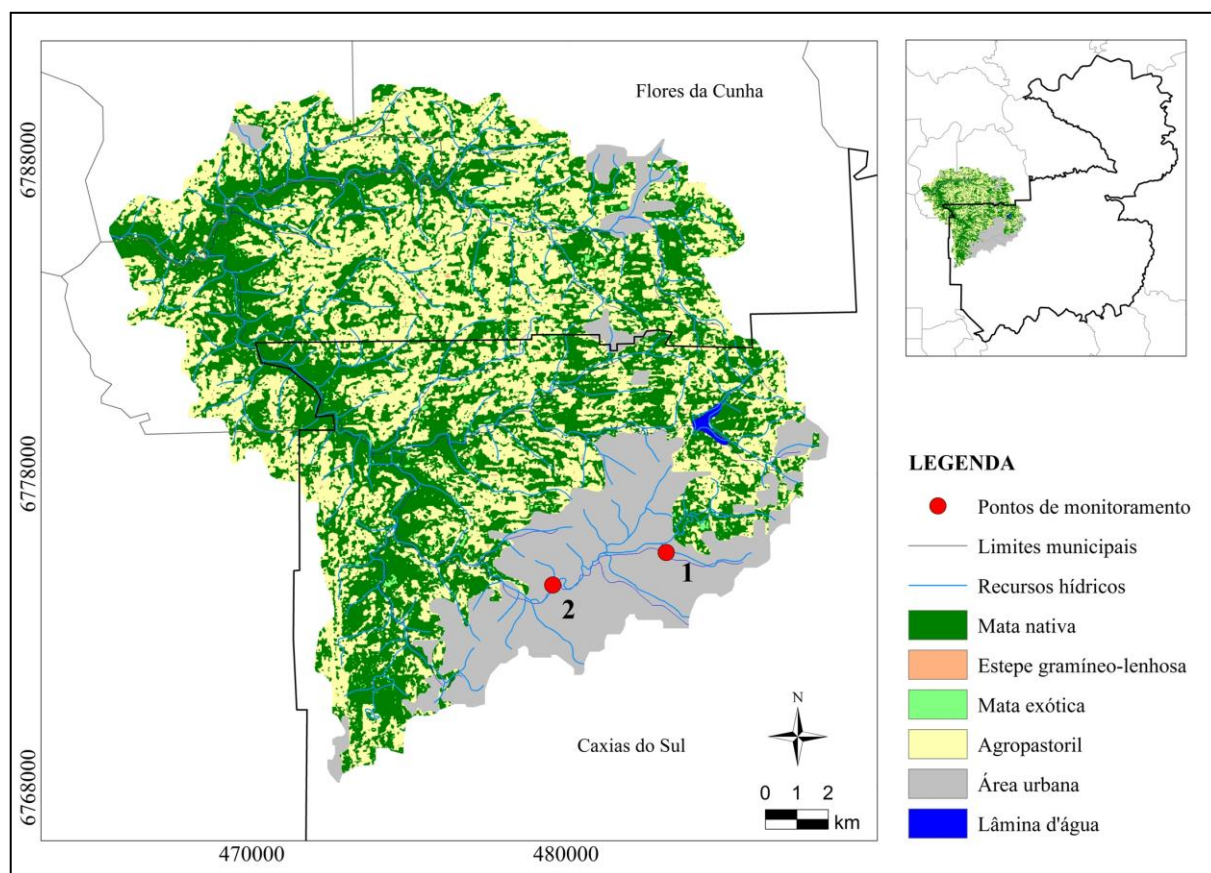 Flores da Cunha
6788000
6778000
6768000
1
2
N
Caxias do Sul
0 1 2
km
470000 480000
LEGENDA
Pontos de monitoramento
Limites municipais
Recursos hídricos
Mata nativa
Estepe gramíneo-lenhosa
Mata exótica
Agropastoril
Área urbana
Lâmina d'água